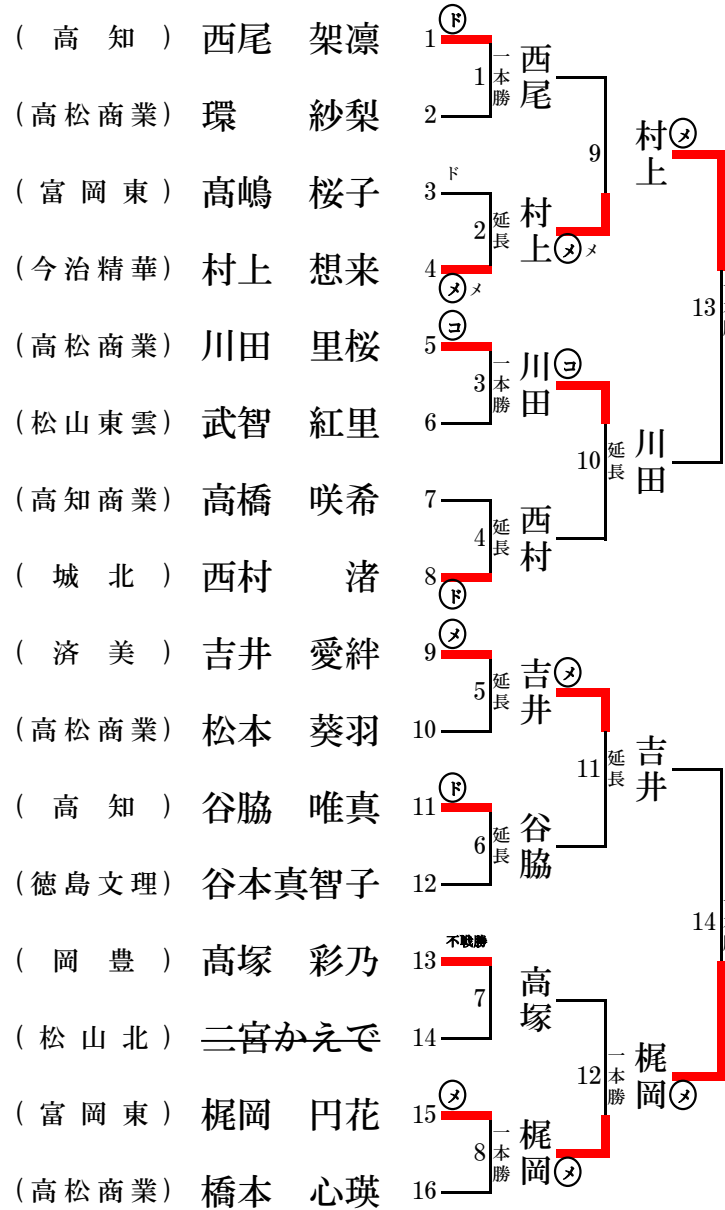 (高知) 西尾 架凛 1 ド
1 一本勝
西尾
(高松商業) 環 紗梨 2
9
村上 メ
(富岡東) 髙嶋 桜子 3 ド
2 延長
村上 メメ
(今治精華) 村上 想来 4 メメ
13
(高松商業) 川田 里桜 5 コ
3 一本勝
川田 コ
(松山東雲) 武智 紅里 6
10 延長
川田
(高知商業) 高橋 咲希 7
4 延長
西村
(城北) 西村 渚 8 ド
(済美) 吉井 愛絆 9 メ
5 延長
吉井 メ
(高松商業) 松本 葵羽 10
11 延長
吉井
(高知) 谷脇 唯真 11 ド
6 延長
谷脇
(徳島文理) 谷本真智子 12
14
(岡豊) 髙塚 彩乃 13 不戦勝
7
高塚
(松山北) 二宮かえで 14
12 一本勝
梶岡 メ
(富岡東) 梶岡 円花 15 メ
8 一本勝
梶岡 メ
(高松商業) 橋本 心瑛 16